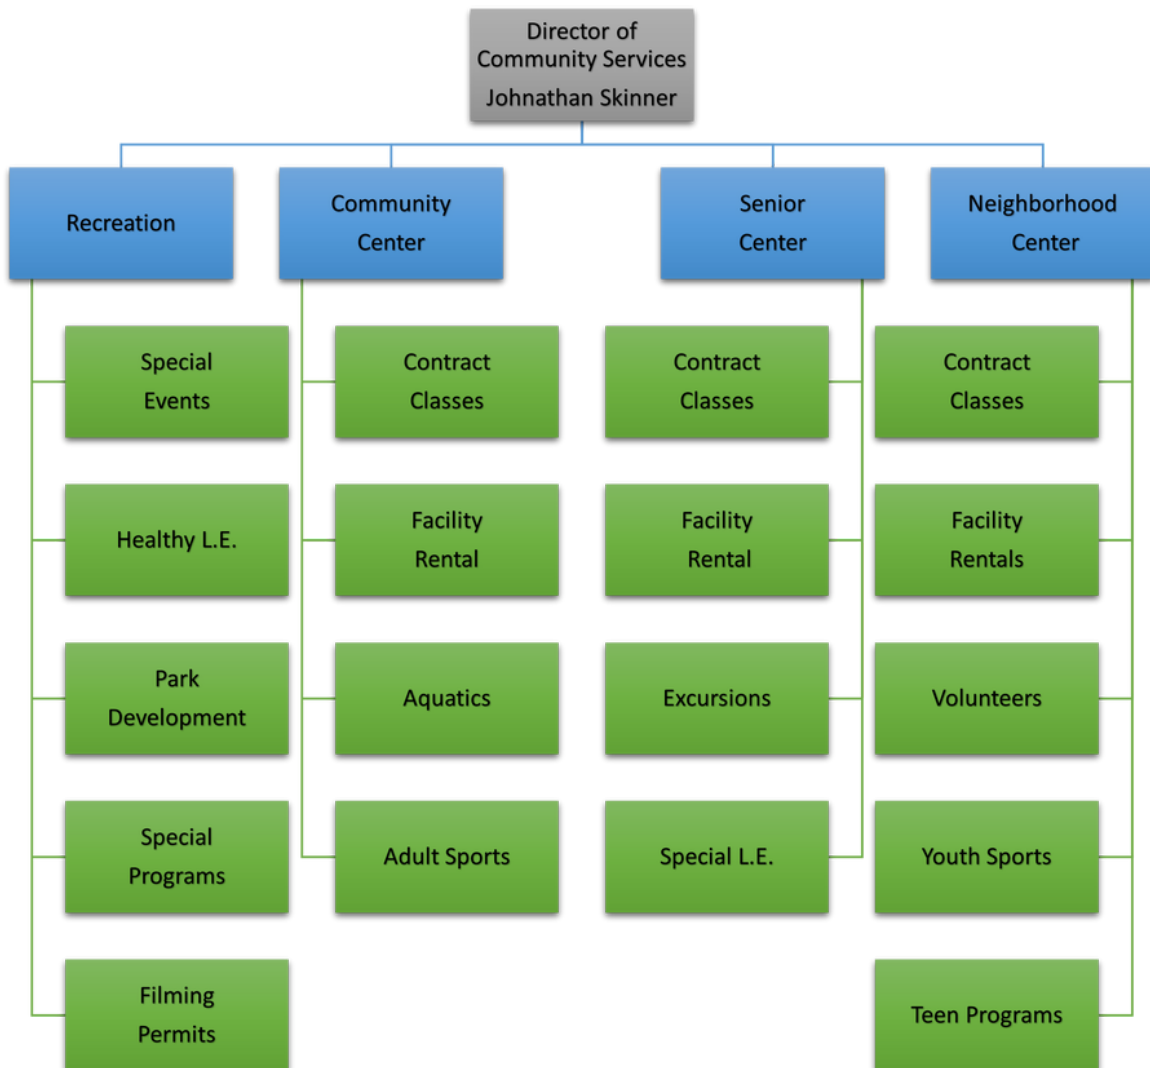 Director of
Community Services
Johnathan Skinner
Recreation
Community
Center
Senior
Center
Neighborhood
Center
Special
Events
Healthy L.E.
Park
Development
Special
Programs
Filming
Permits
Contract
Classes
Facility
Rental
Aquatics
Adult Sports
Contract
Classes
Facility
Rental
Excursions
Special L.E.
Contract
Classes
Facility
Rentals
Volunteers
Youth Sports
Teen Programs